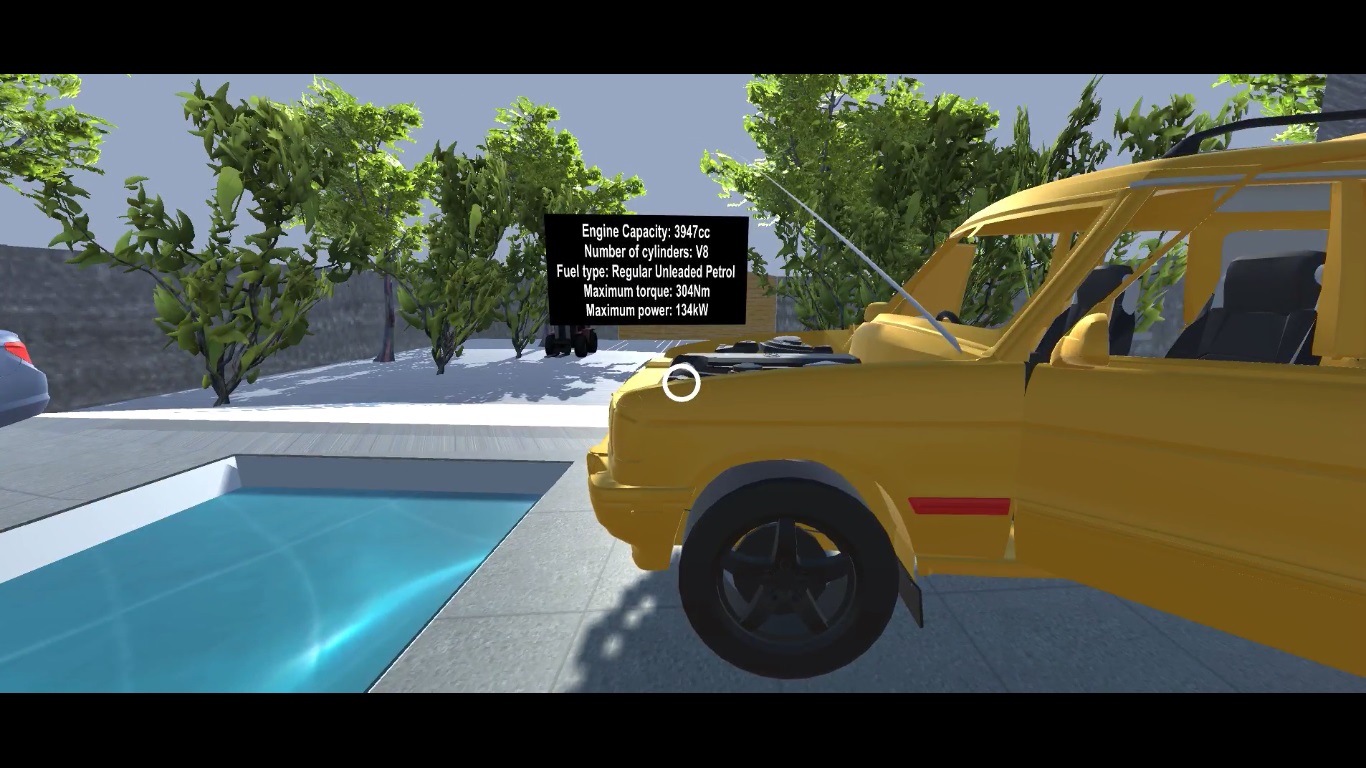 Engine Capacity: 3947cc
Number of cylinders: V8
Fuel type: Regular Unleaded Petrol
Maximum torque: 304Nm
Maximum power: 134kW